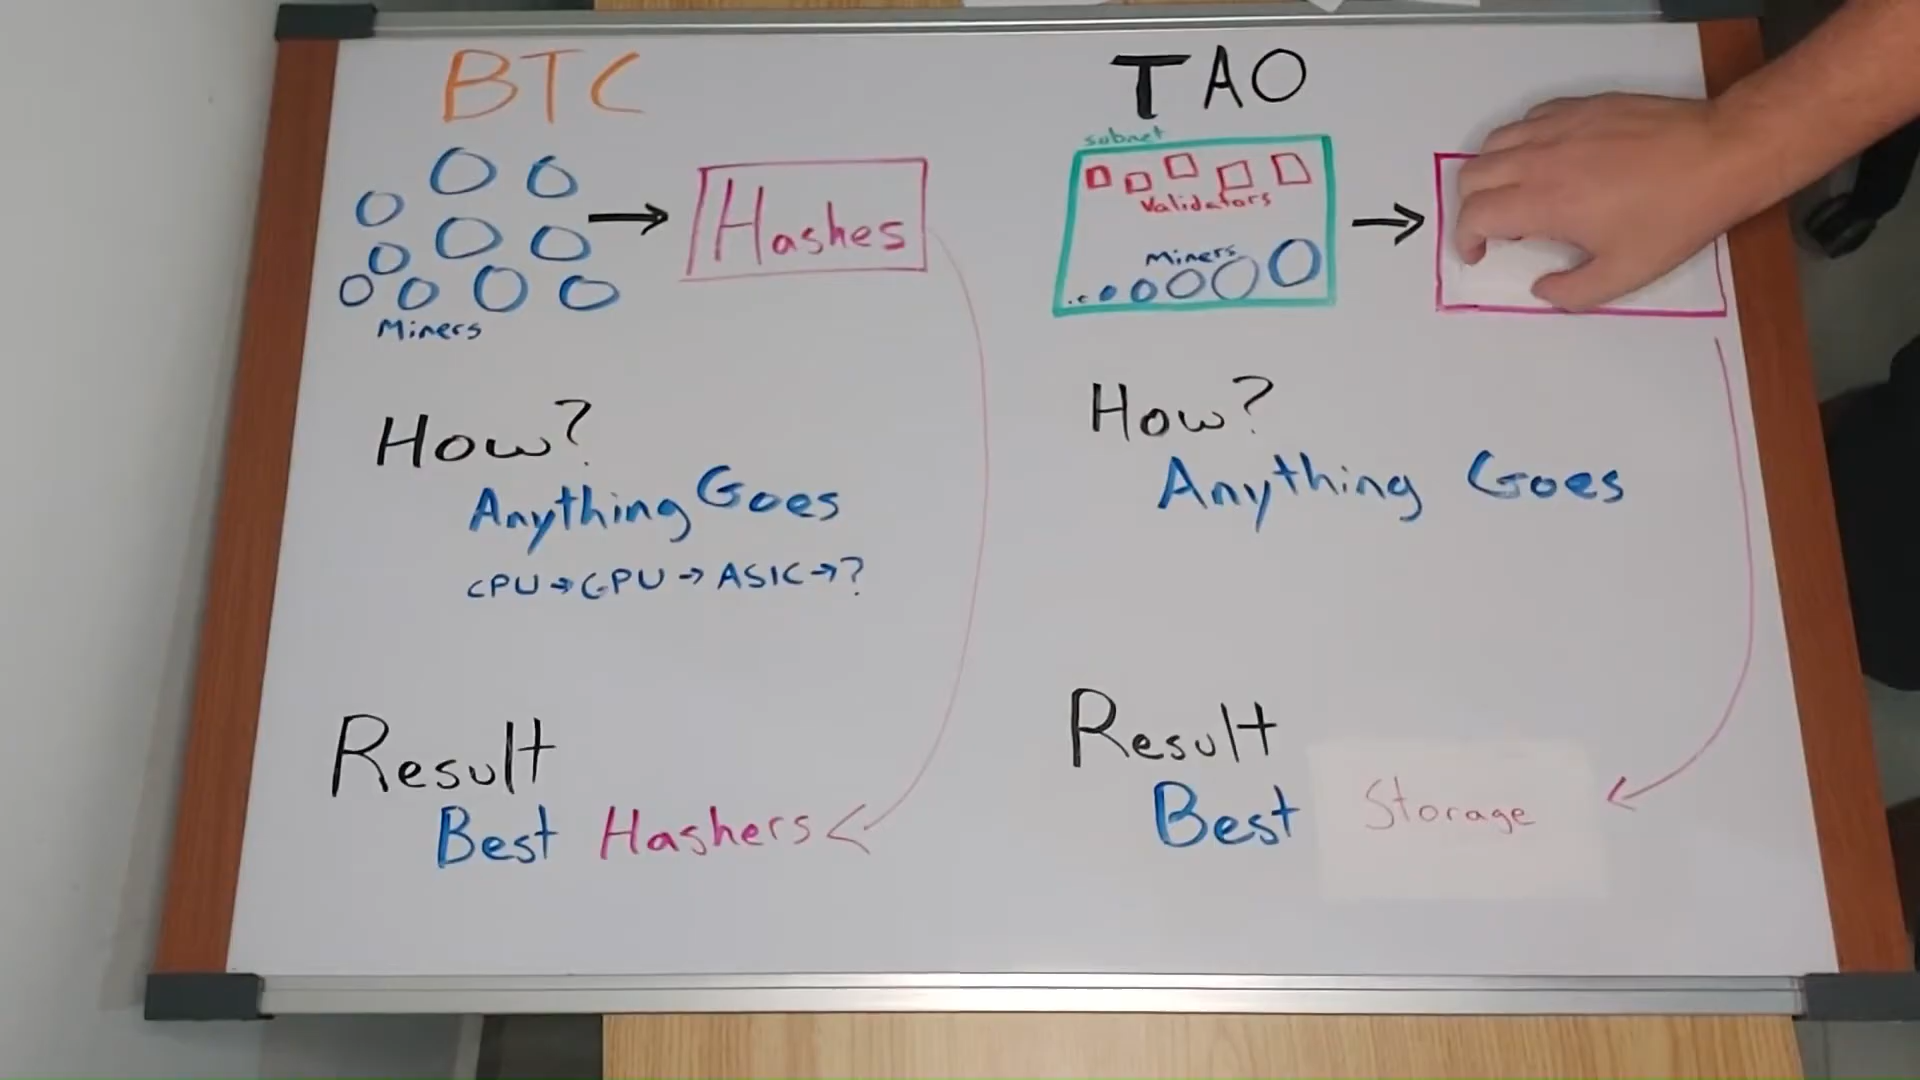 BTC
Miners
Hashes
How?
Anything Goes
CPU→GPU→ASIC→?
Result
Best Hashers
TAO
subnet
Validators
Miners
How?
Anything Goes
Result
Best Storage